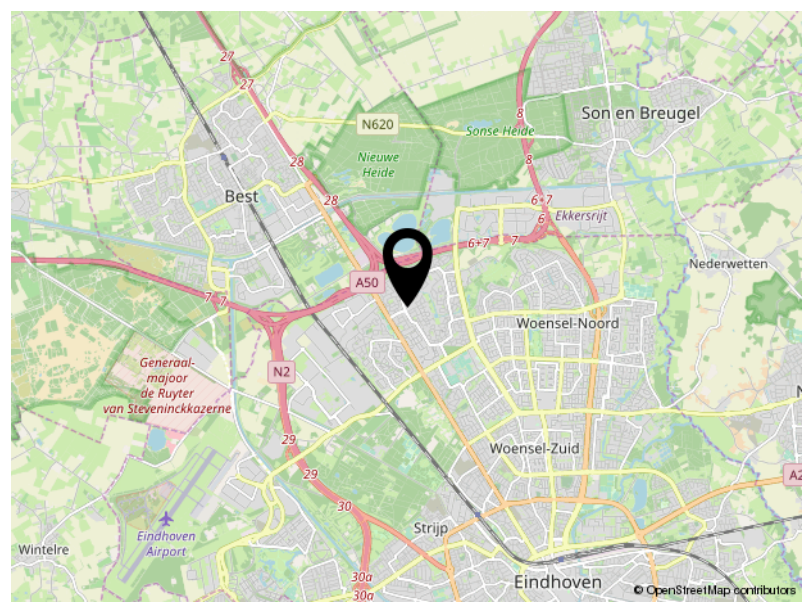 27
27
N620
8
Son en Breugel
Sonse Heide
Nieuwe
Heide
28
8
Best
28
6+7
6
Ekkersrijt
6+7
7
Nederwetten
A50
7
7
Woensel-Noord
Generaal-
majoor
de Ruyter
van Steveninckkazerne
N2
N
29
Woensel-Zuid
29
A2
30
Strijp
Eindhoven
Airport
Wintelre
30a
30a
Eindhoven
© OpenStreetMap contributors